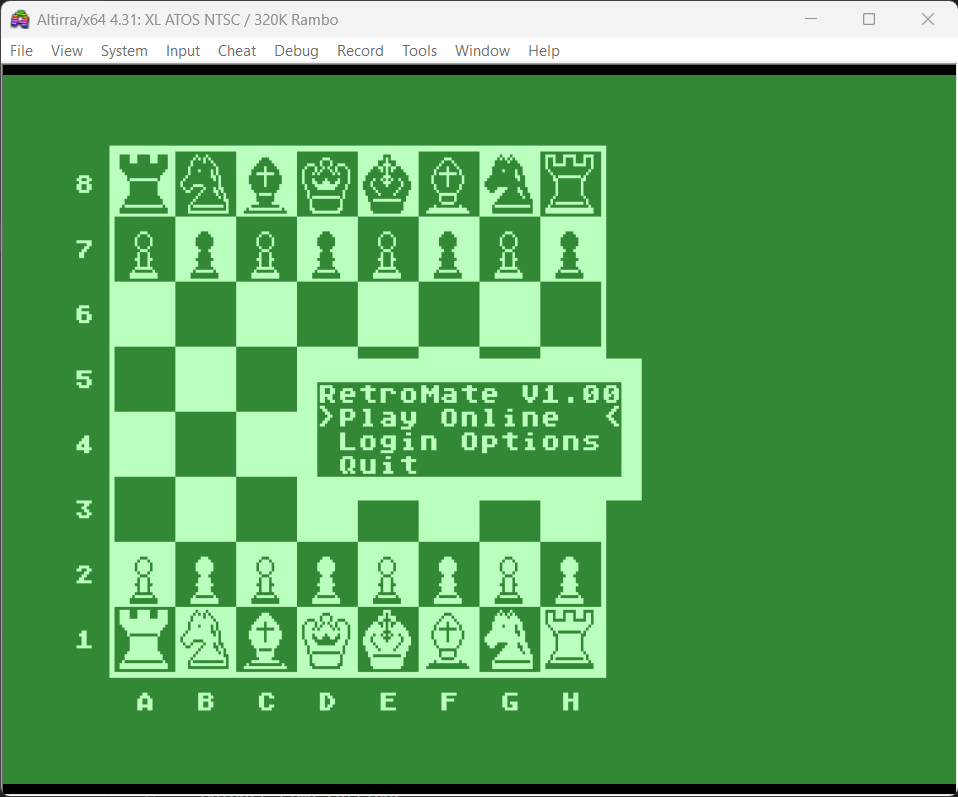 Altirra/x64 4.31: XL ATOS NTSC / 320K Rambo
File View System Input Cheat Debug Record Tools Window Help
8
7
6
5
RetroMate V1.00
>Play Online <
Login Options
4
Quit
3
2
1
A B C D E F G H